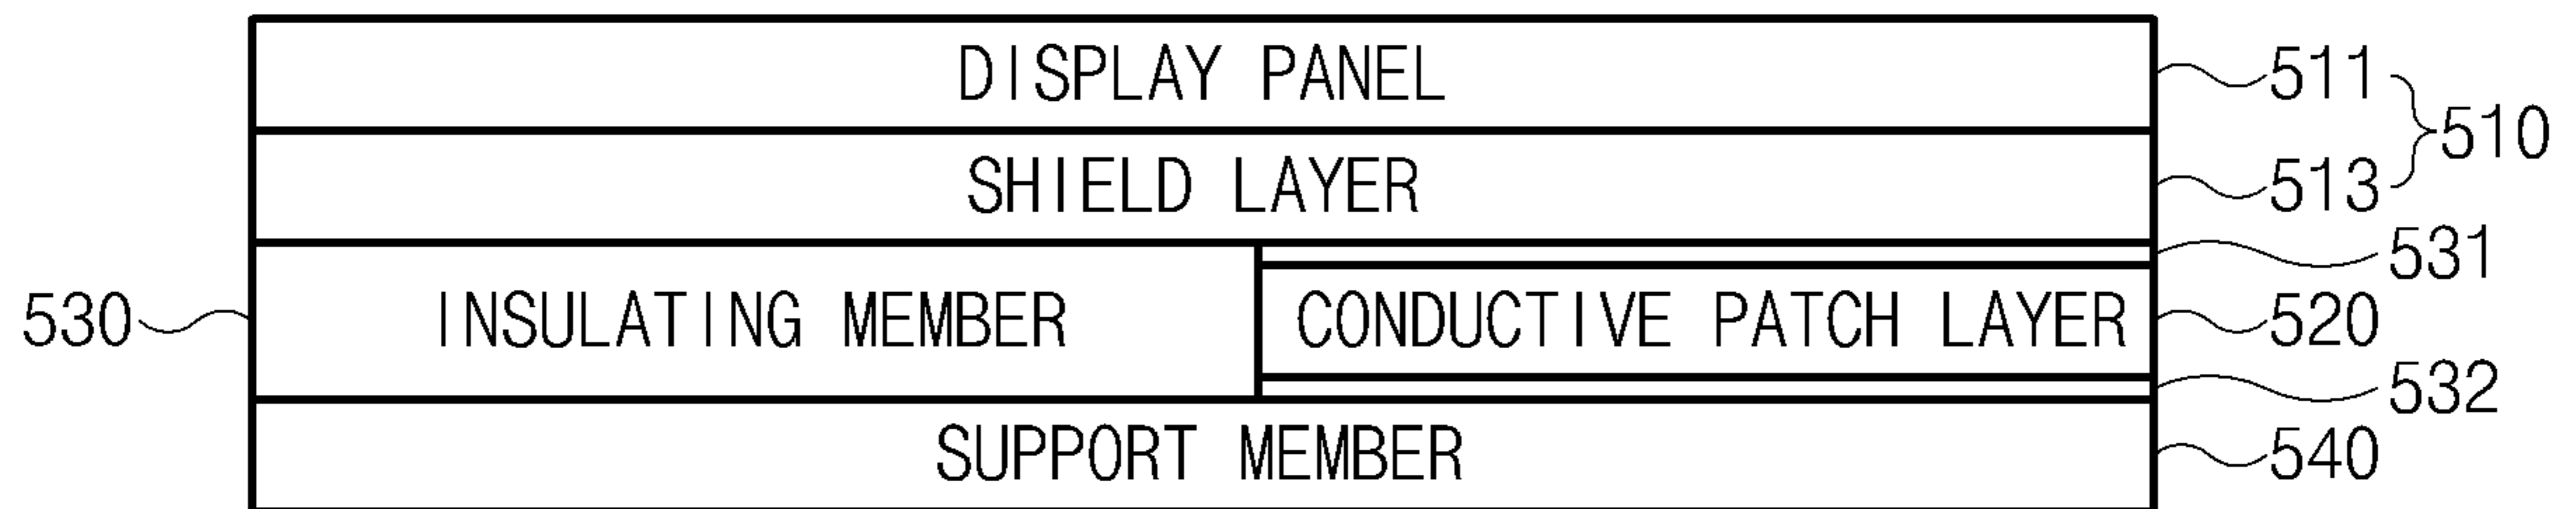 DISPLAY PANEL 511
510
SHIELD LAYER 513
531
530 INSULATING MEMBER CONDUCTIVE PATCH LAYER 520
532
SUPPORT MEMBER 540